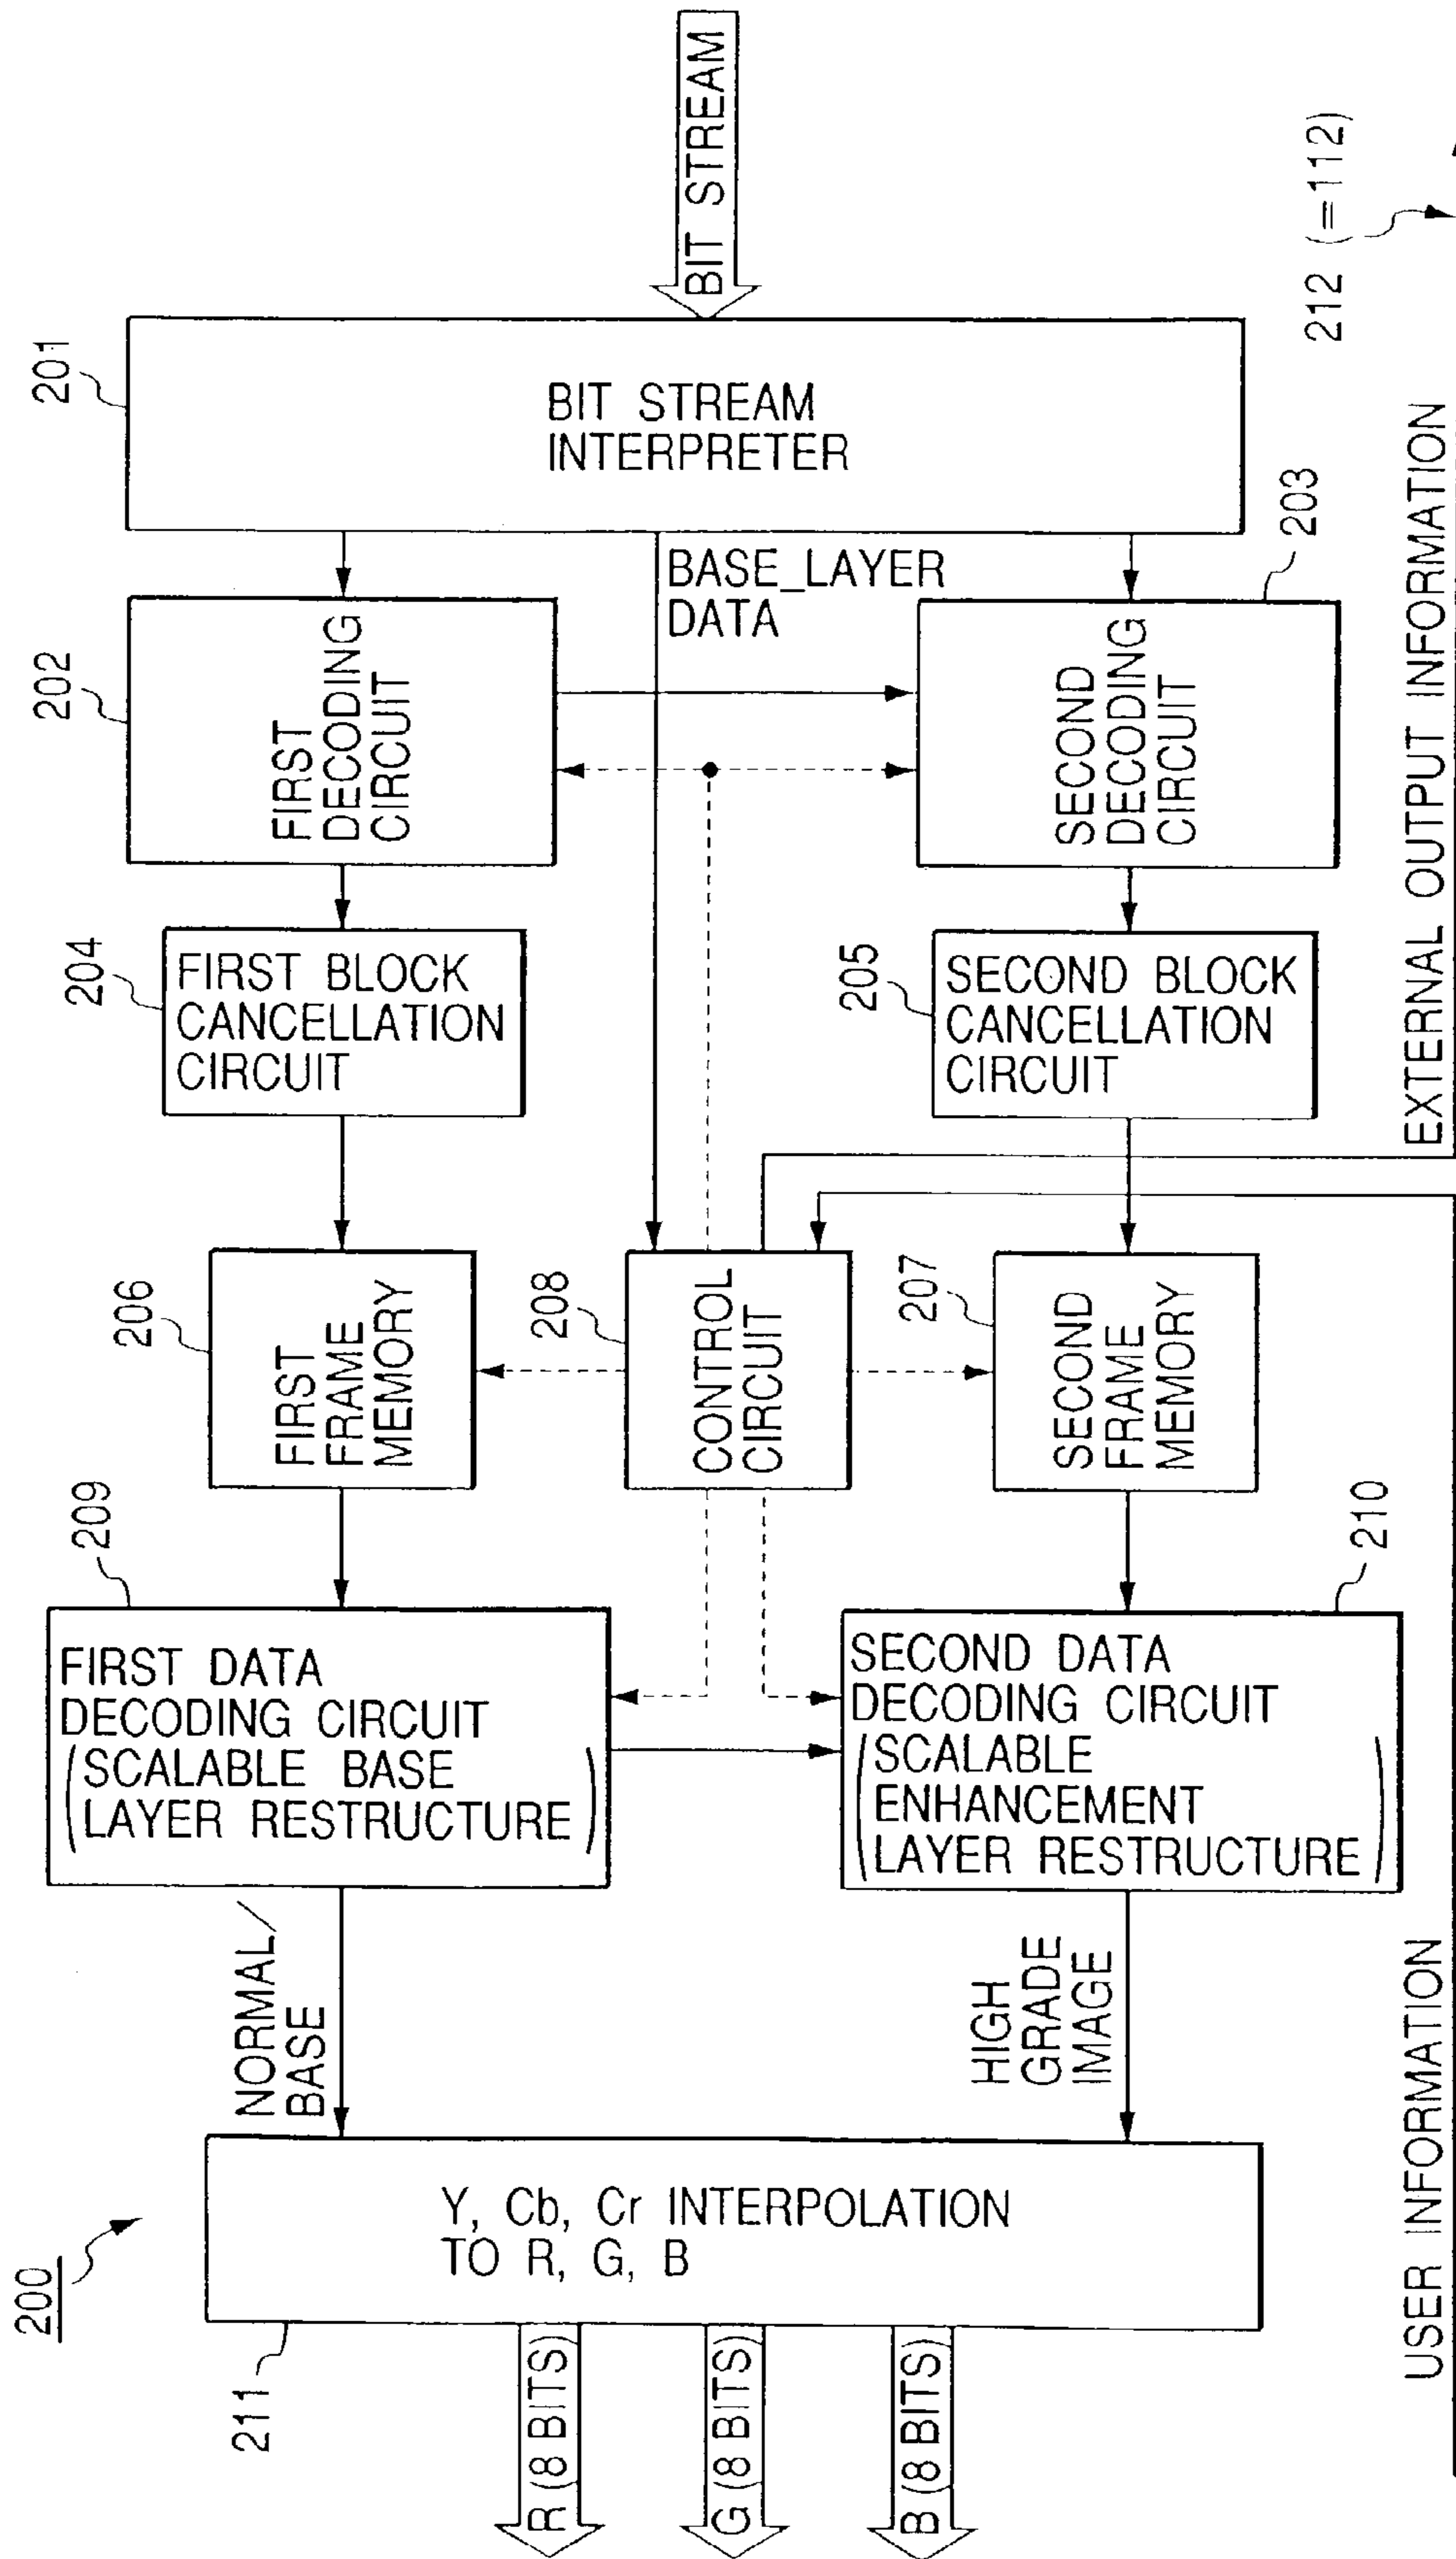 200
211
Y, Cb, Cr INTERPOLATION
TO R, G, B
R (8 BITS)
G (8 BITS)
B (8 BITS)
NORMAL/
BASE
HIGH
GRADE
IMAGE
209
FIRST DATA
DECODING CIRCUIT
(SCALABLE BASE
LAYER RESTRUCTURE)
SECOND DATA
DECODING CIRCUIT
(SCALABLE
ENHANCEMENT
LAYER RESTRUCTURE)
210
206
FIRST
FRAME
MEMORY
208
CONTROL
CIRCUIT
207
SECOND
FRAME
MEMORY
204
FIRST BLOCK
CANCELLATION
CIRCUIT
205
SECOND BLOCK
CANCELLATION
CIRCUIT
202
FIRST
DECODING
CIRCUIT
BASE_LAYER
DATA
SECOND
DECODING
CIRCUIT
203
201
BIT STREAM
INTERPRETER
BIT STREAM
USER INFORMATION
EXTERNAL OUTPUT INFORMATION
212 (=112)